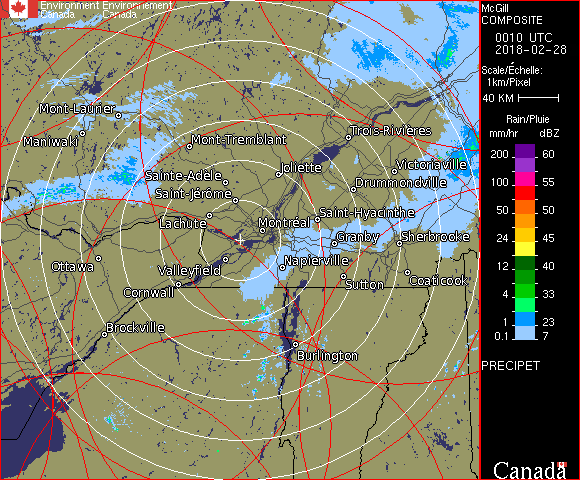 Environment Environnement
Canada Canada
Mont-Laurier
Maniwaki
Mont-Tremblant
Trois-Rivières
Sainte-Adèle
Joliette
Victoriaville
Saint-Jérôme
Drummondville
Lachute
Montréal
Saint-Hyacinthe
Granby
Sherbrooke
Ottawa
Valleyfield
Napierville
Cornwall
Sutton
Coaticook
Brockville
Burlington
McGill
COMPOSITE
0010 UTC
2018-02-28
Scale/Échelle:
1km/Pixel
40 KM
Rain/Pluie
mm/hr dBZ
200 60
100 55
50 50
24 45
12 40
4 33
1 23
0.1 7
PRECIPET
Canada